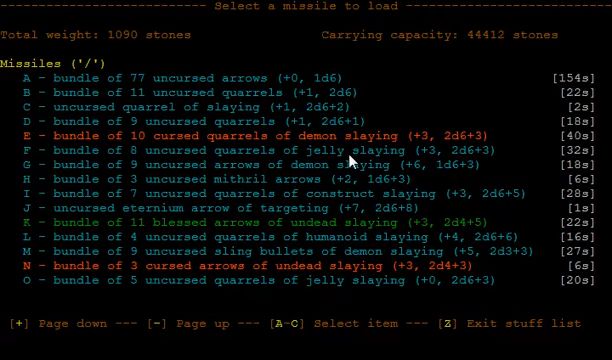 Select a missile to load
Total weight: 1090 stones Carrying capacity: 44412 stones
Missiles ('/')
A - bundle of 77 uncursed arrows (+0, 1d6) [154s]
B - bundle of 11 uncursed quarrels (+1, 2d6) [22s]
C - uncursed quarrel of slaying (+1, 2d6+2) [2s]
D - bundle of 9 uncursed quarrels (+1, 2d6+1) [18s]
E - bundle of 10 cursed quarrels of demon slaying (+3, 2d6+3) [40s]
F - bundle of 8 uncursed quarrels of jelly slaying (+3, 2d6+3) [32s]
G - bundle of 9 uncursed arrows of demon slaying (+6, 1d6+3) [18s]
H - bundle of 3 uncursed mithril arrows (+2, 1d6+3) [6s]
I - bundle of 7 uncursed quarrels of construct slaying (+3, 2d6+5) [28s]
J - uncursed eternium arrow of targeting (+7, 2d6+8) [1s]
K - bundle of 11 blessed arrows of undead slaying (+3, 2d4+5) [22s]
L - bundle of 4 uncursed quarrels of humanoid slaying (+4, 2d6+6) [16s]
M - bundle of 9 uncursed sling bullets of demon slaying (+5, 2d3+3) [27s]
N - bundle of 3 cursed arrows of undead slaying (+3, 2d4+3) [6s]
O - bundle of 5 uncursed quarrels of jelly slaying (+0, 2d6+3) [20s]
[+] Page down --- [-] Page up --- [A-C] Select item --- [Z] Exit stuff list